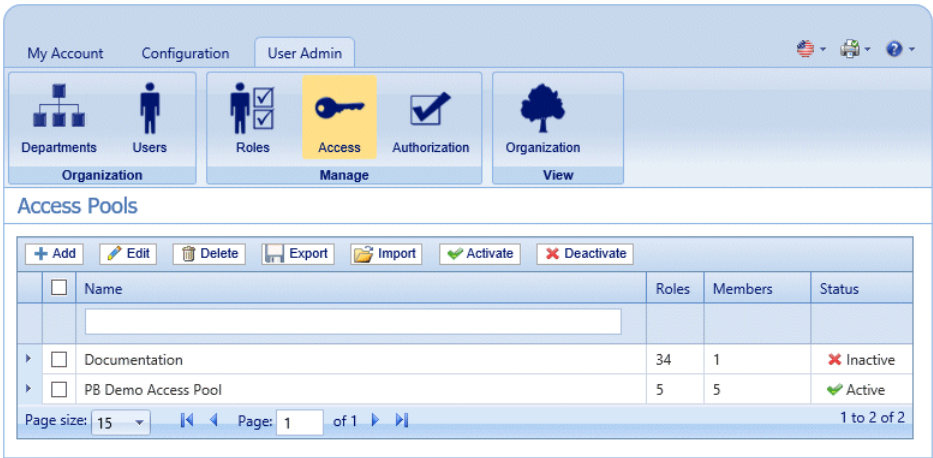 My Account Configuration User Admin
Departments Users Roles Access Authorization Organization
Organization Manage View
Access Pools
Add Edit Delete Export Import Activate Deactivate
Name Roles Members Status
Documentation 34 1 Inactive
PB Demo Access Pool 5 5 Active
Page size: 15 Page: 1 of 1 1 to 2 of 2